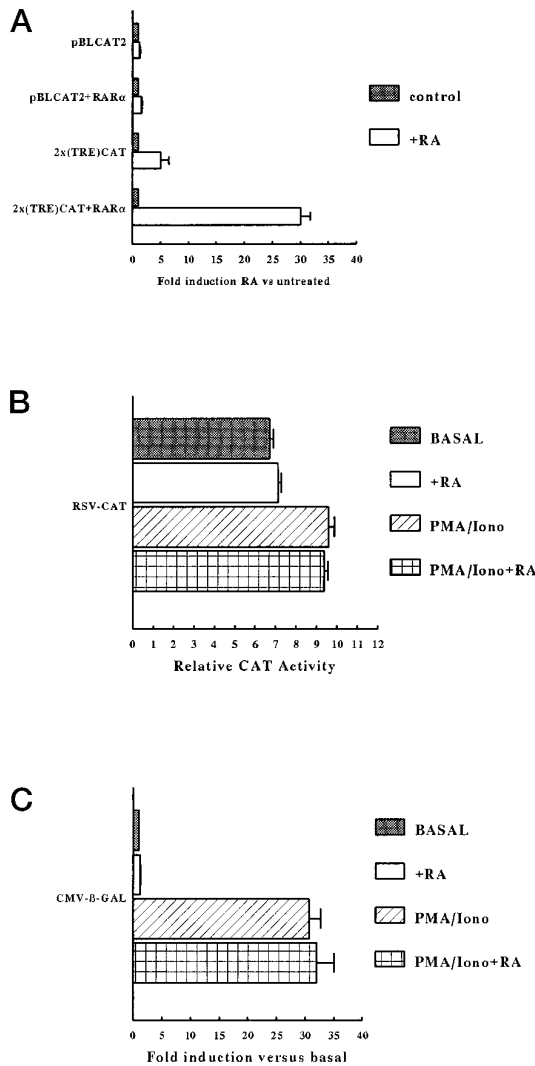 A
pBLCAT2
pBLCAT2+RARα
2x(TRE)CAT
2x(TRE)CAT+RARα
control
+RA
0 5 10 15 20 25 30 35 40
Fold induction RA vs untreated
B
RSV-CAT
BASAL
+RA
PMA/Iono
PMA/Iono+RA
0 1 2 3 4 5 6 7 8 9 10 11 12
Relative CAT Activity
C
CMV-ß-GAL
BASAL
+RA
PMA/Iono
PMA/Iono+RA
0 5 10 15 20 25 30 35 40
Fold induction versus basal